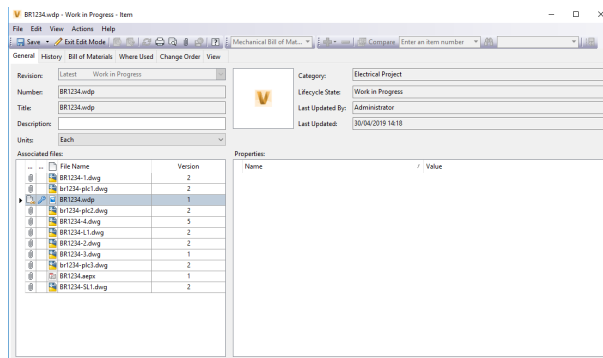 BR1234.wdp - Work in Progress - Item
File Edit View Actions Help
Save Exit Edit Mode Mechanical Bill of Mat... Compare Enter an item number
General History Bill of Materials Where Used Change Order View
Revision: Latest Work in Progress
Number: BR1234.wdp
Title: BR1234.wdp
Description:
Units: Each
Category: Electrical Project
Lifecycle State: Work in Progress
Last Updated By: Administrator
Last Updated: 30/04/2019 14:18
Associated files:
... ... File Name Version
BR1234-1.dwg 2
br1234-plc1.dwg 2
BR1234.wdp 1
br1234-plc2.dwg 2
BR1234-4.dwg 5
BR1234-L1.dwg 2
BR1234-2.dwg 2
BR1234-3.dwg 1
br1234-plc3.dwg 2
BR1234.aepx 1
BR1234-SL1.dwg 2
Properties:
Name / Value